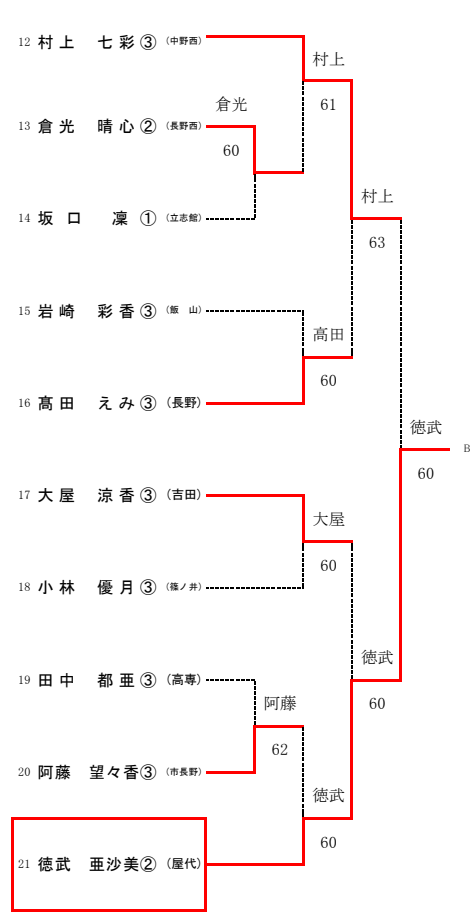 12 村上 七彩③ (中野西)
村上
61
倉光
13 倉光 晴心② (長野西)
60
村上
14 坂口 凜① (立志館)
63
15 岩崎 彩香③ (飯 山)
高田
60
16 髙田 えみ③ (長野)
徳武
B
60
17 大屋 涼香③ (吉田)
大屋
60
18 小林 優月③ (篠ノ井)
徳武
19 田中 都亜③ (高専)
阿藤
60
62
20 阿藤 望々香③ (市長野)
徳武
60
21 徳武 亜沙美② (屋代)